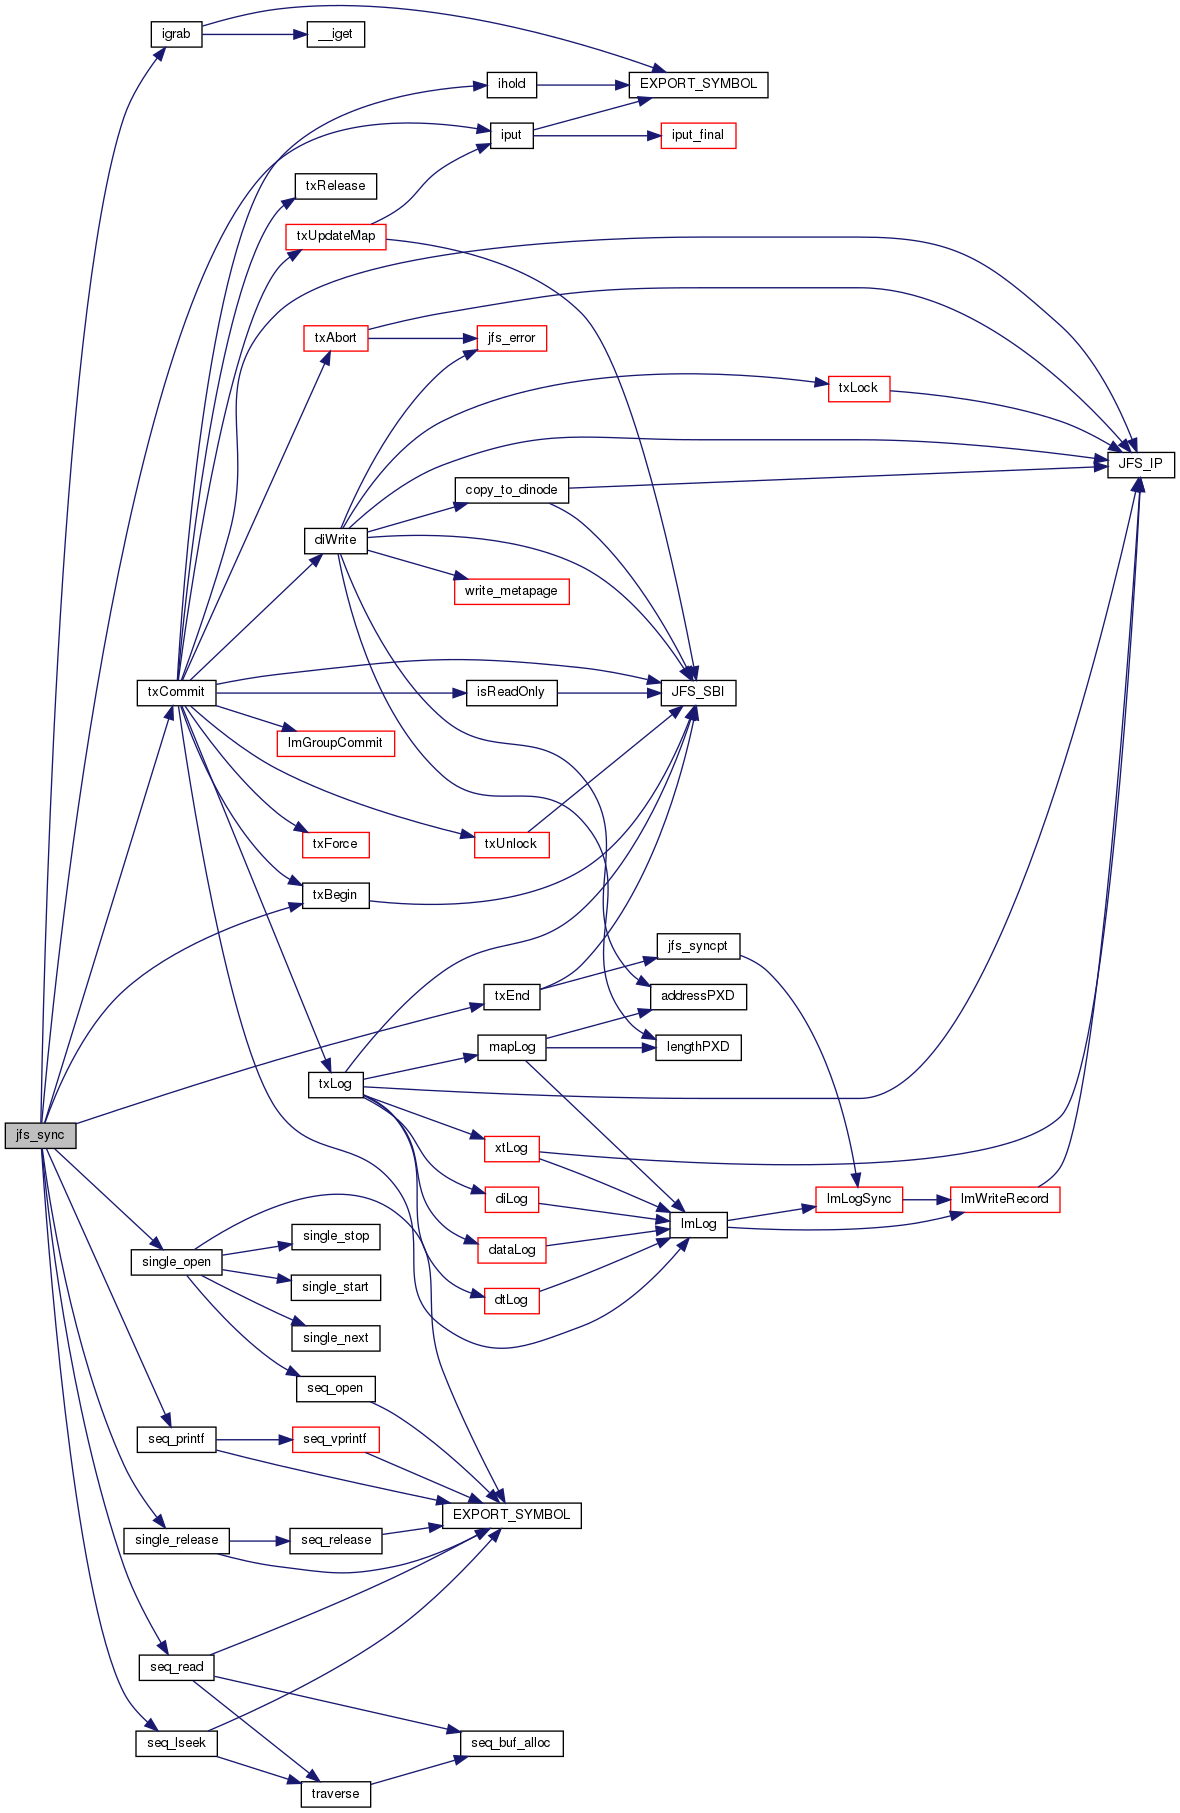 igrab
__iget
EXPORT_SYMBOL
ihold
iput
iput_final
txRelease
txUpdateMap
txAbort
jfs_error
txLock
JFS_IP
copy_to_dinode
diWrite
write_metapage
txCommit
isReadOnly
JFS_SBI
lmGroupCommit
txForce
txUnlock
txBegin
jfs_syncpt
txEnd
addressPXD
mapLog
lengthPXD
txLog
jfs_sync
xtLog
diLog
lmLogSync
lmWriteRecord
lmLog
single_stop
dataLog
single_open
single_start
dtLog
single_next
seq_open
seq_printf
seq_vprintf
EXPORT_SYMBOL
single_release
seq_release
seq_read
seq_lseek
seq_buf_alloc
traverse